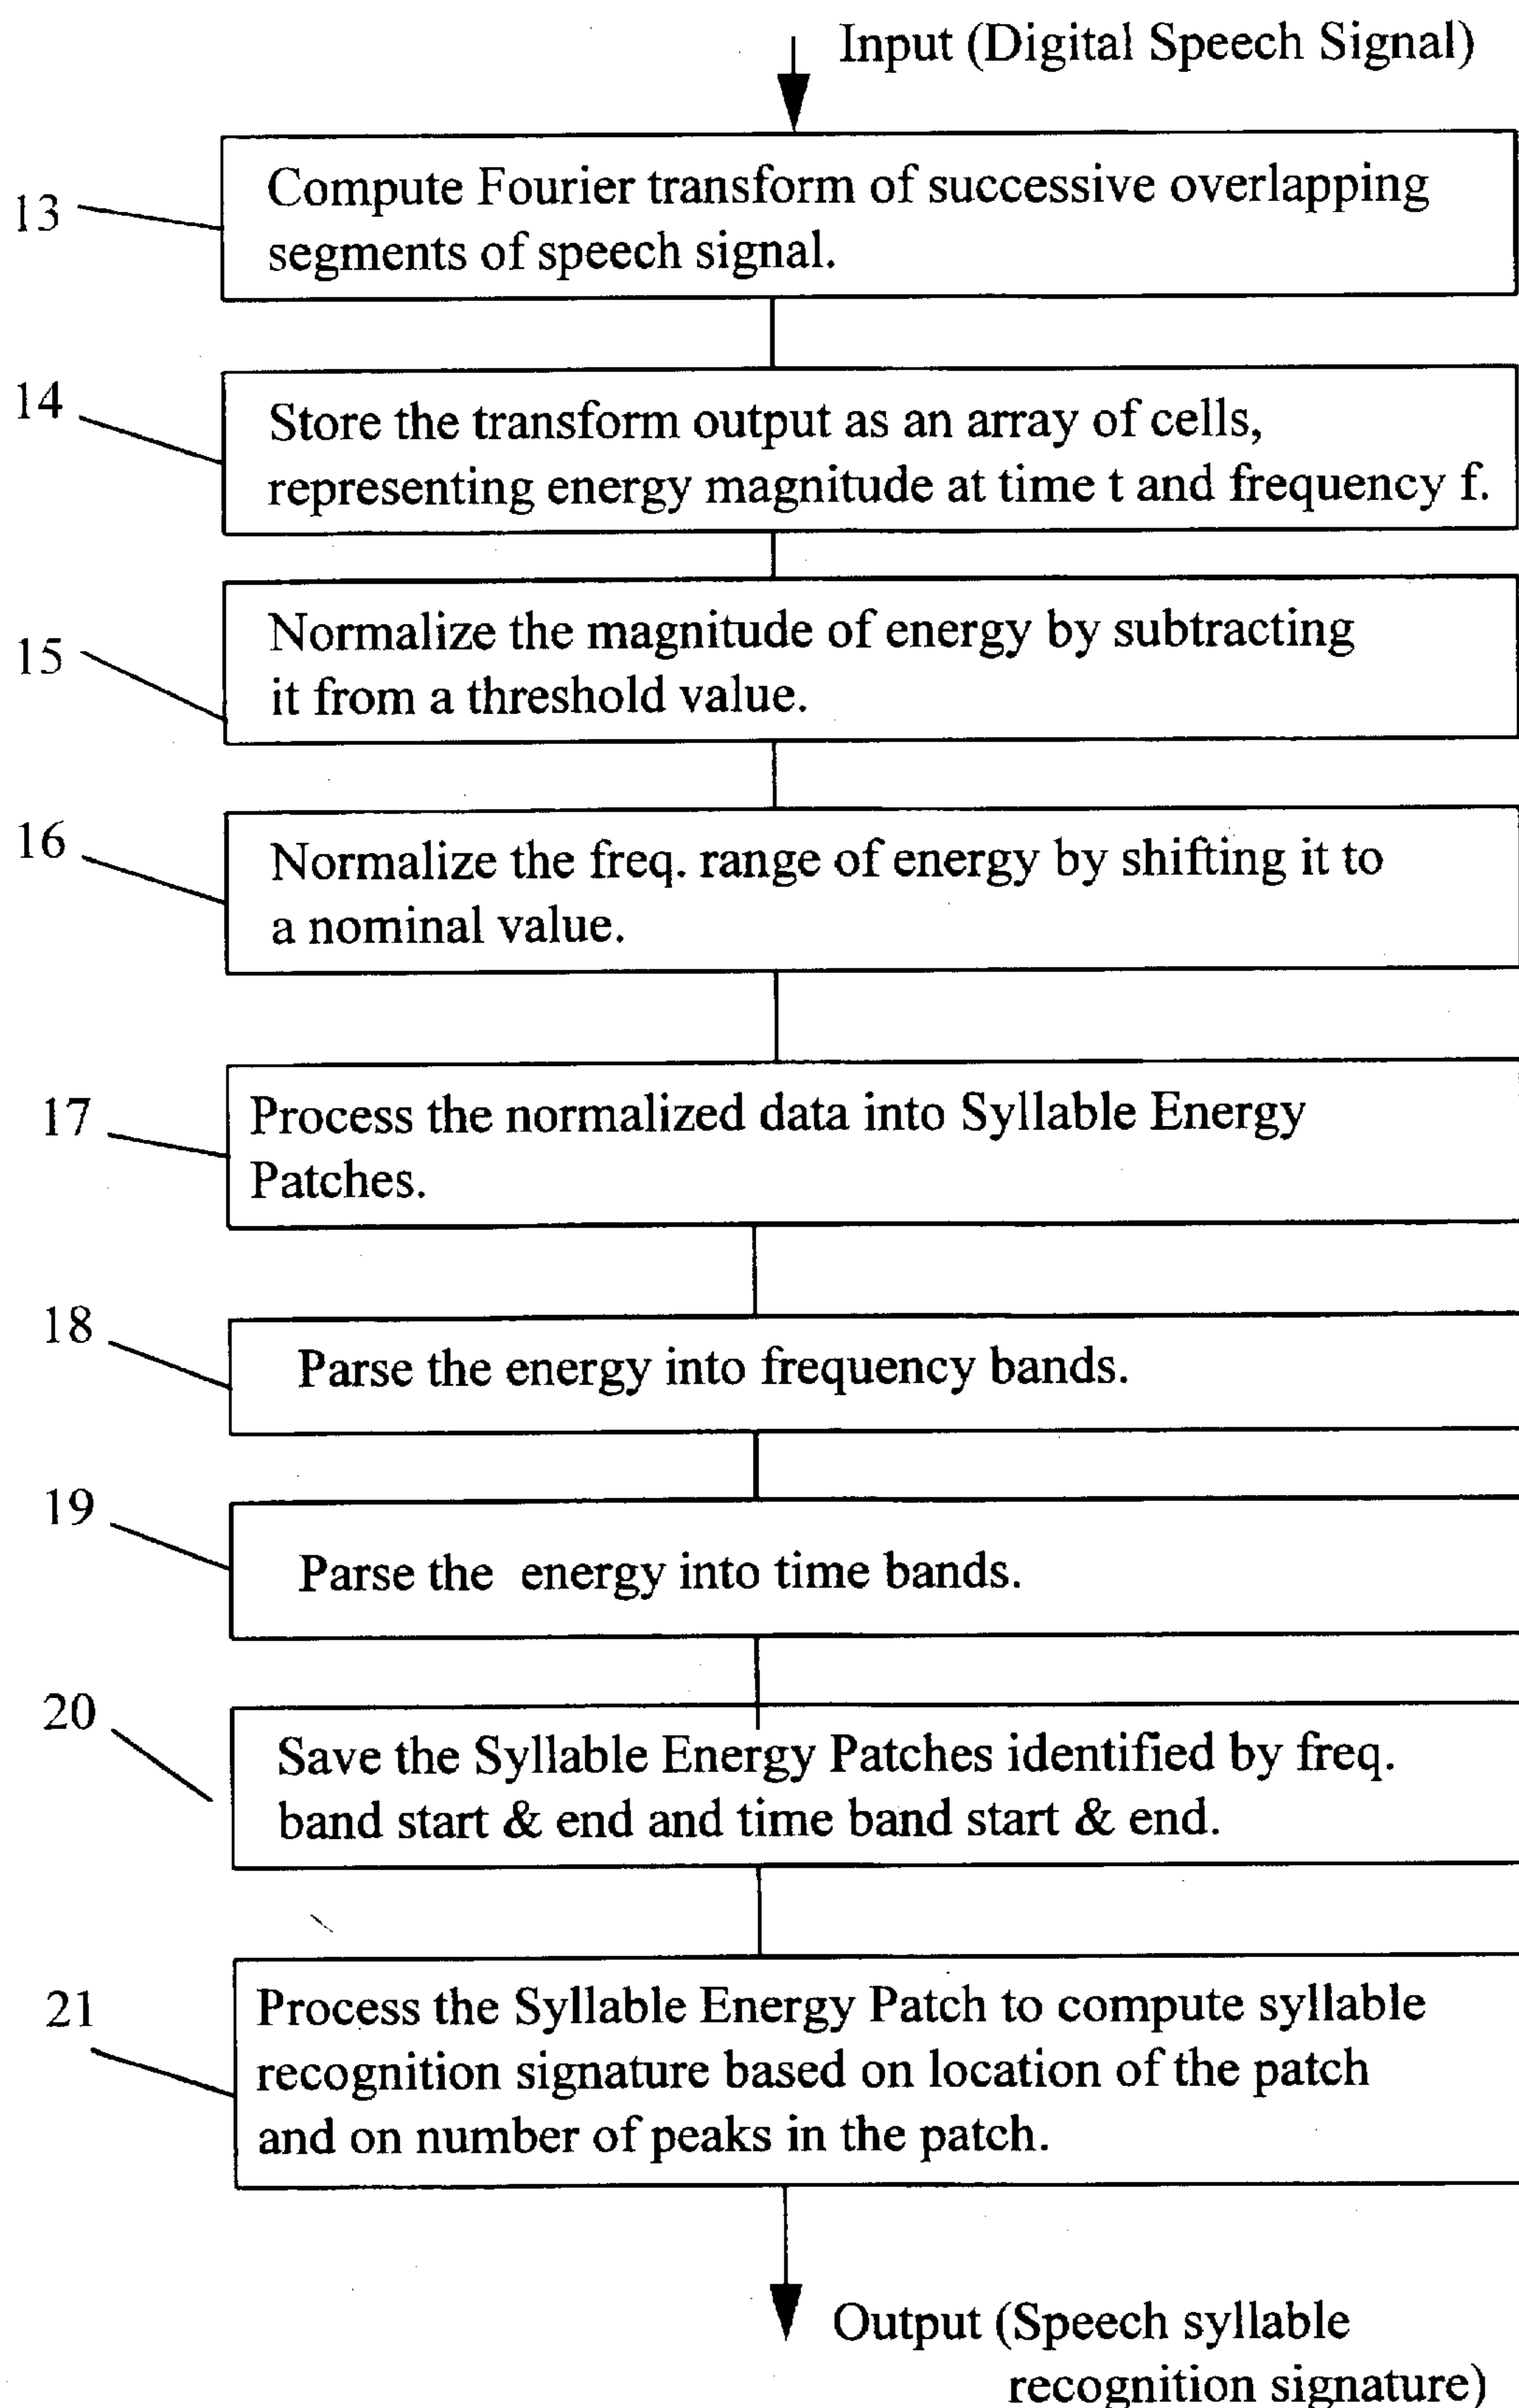 Input (Digital Speech Signal)
13
Compute Fourier transform of successive overlapping
segments of speech signal.
14
Store the transform output as an array of cells,
representing energy magnitude at time t and frequency f.
15
Normalize the magnitude of energy by subtracting
it from a threshold value.
16
Normalize the freq. range of energy by shifting it to
a nominal value.
17
Process the normalized data into Syllable Energy
Patches.
18
Parse the energy into frequency bands.
19
Parse the energy into time bands.
20
Save the Syllable Energy Patches identified by freq.
band start & end and time band start & end.
21
Process the Syllable Energy Patch to compute syllable
recognition signature based on location of the patch
and on number of peaks in the patch.
Output (Speech syllable
recognition signature)